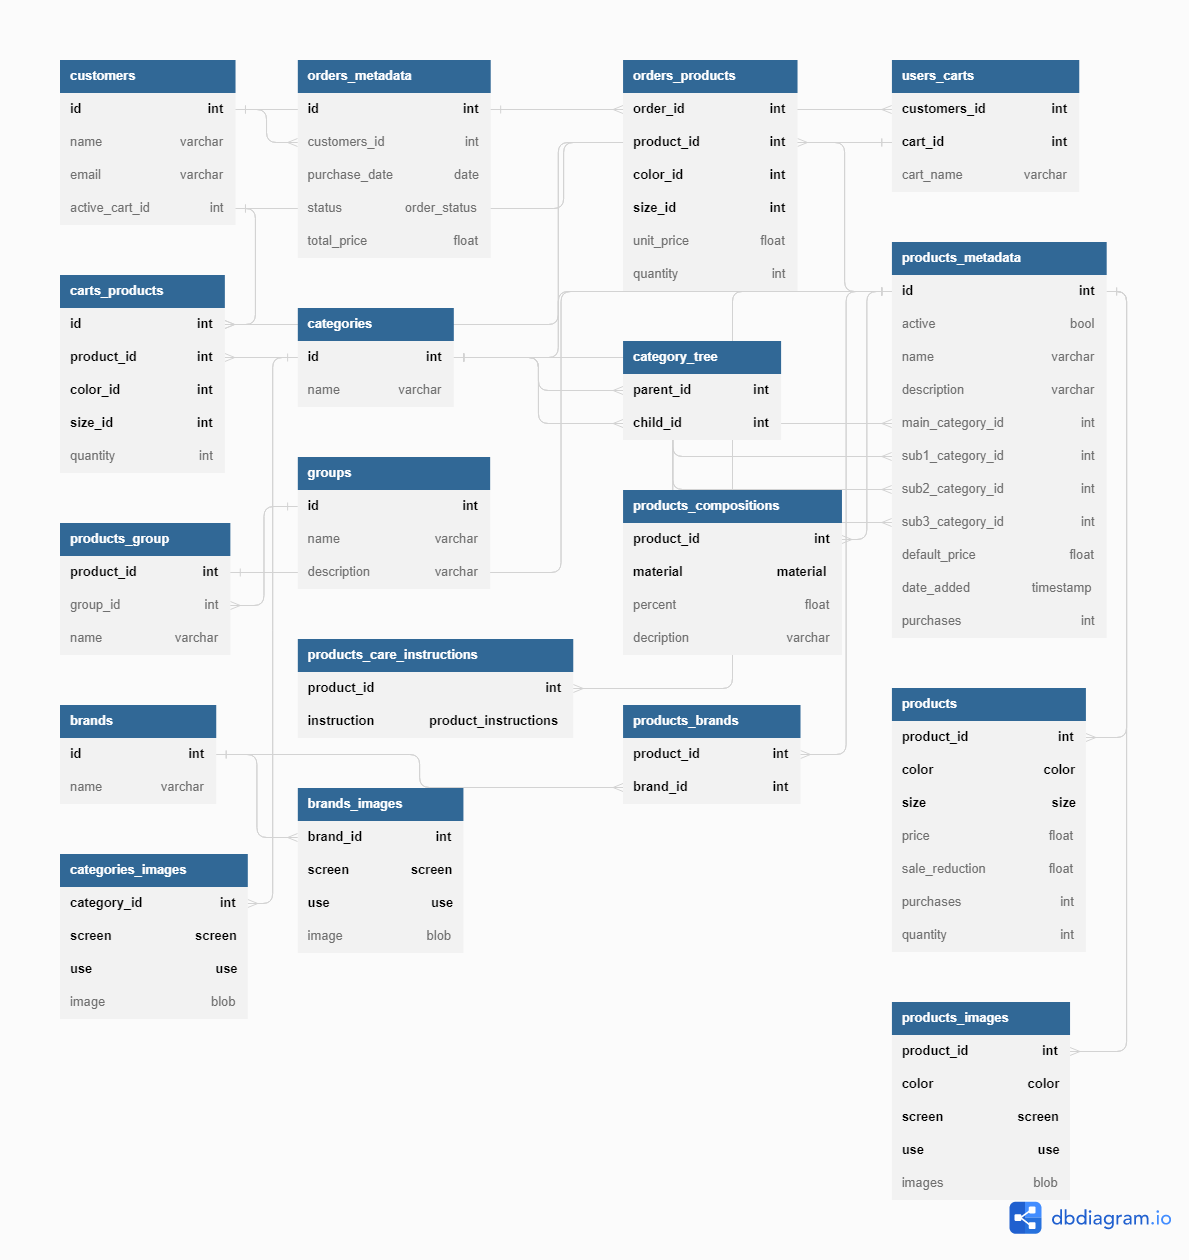 customers
id int
name varchar
email varchar
active_cart_id int
orders_metadata
id int
customers_id int
purchase_date date
status order_status
total_price float
orders_products
order_id int
product_id int
color_id int
size_id int
unit_price float
quantity int
users_carts
customers_id int
cart_id int
cart_name varchar
carts_products
id int
product_id int
color_id int
size_id int
quantity int
categories
id int
name varchar
category_tree
parent_id int
child_id int
products_metadata
id int
active bool
name varchar
description varchar
main_category_id int
sub1_category_id int
sub2_category_id int
sub3_category_id int
default_price float
date_added timestamp
purchases int
groups
id int
name varchar
description varchar
products_compositions
product_id int
material material
percent float
decription varchar
products_group
product_id int
group_id int
name varchar
products_care_instructions
product_id int
instruction product_instructions
brands
id int
name varchar
products_brands
product_id int
brand_id int
products
product_id int
color color
size size
price float
sale_reduction float
purchases int
quantity int
brands_images
brand_id int
screen screen
use use
image blob
categories_images
category_id int
screen screen
use use
image blob
products_images
product_id int
color color
screen screen
use use
images blob
dbdiagram.io